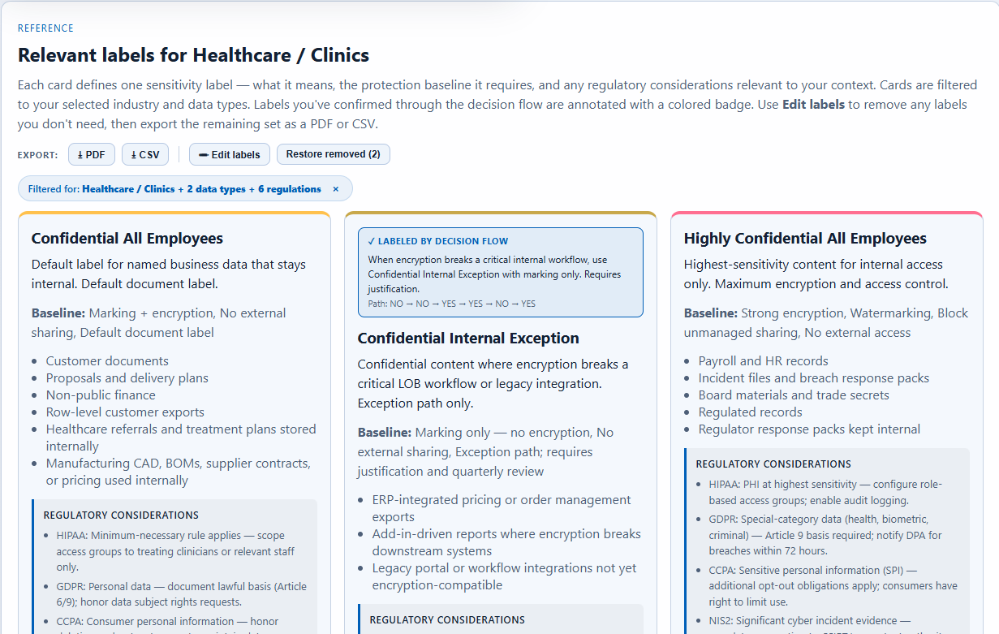 REFERENCE
Relevant labels for Healthcare / Clinics
Each card defines one sensitivity label — what it means, the protection baseline it requires, and any regulatory considerations relevant to your context. Cards are filtered
to your selected industry and data types. Labels you've confirmed through the decision flow are annotated with a colored badge. Use Edit labels to remove any labels
you don't need, then export the remaining set as a PDF or CSV.
EXPORT: ⤓ PDF ⤓ CSV Edit labels Restore removed (2)
Filtered for: Healthcare / Clinics + 2 data types + 6 regulations ×
Confidential All Employees
Default label for named business data that stays
internal. Default document label.
Baseline: Marking + encryption, No external
sharing, Default document label
• Customer documents
• Proposals and delivery plans
• Non-public finance
• Row-level customer exports
• Healthcare referrals and treatment plans stored
internally
• Manufacturing CAD, BOMs, supplier contracts,
or pricing used internally
REGULATORY CONSIDERATIONS
• HIPAA: Minimum-necessary rule applies — scope
access groups to treating clinicians or relevant staff
only.
• GDPR: Personal data — document lawful basis (Article
6/9); honor data subject rights requests.
• CCPA: Consumer personal information — honor
✓ LABELED BY DECISION FLOW
When encryption breaks a critical internal workflow, use
Confidential Internal Exception with marking only. Requires
justification.
Path: NO → NO → YES → YES → NO → YES
Confidential Internal Exception
Confidential content where encryption breaks a
critical LOB workflow or legacy integration.
Exception path only.
Baseline: Marking only — no encryption, No
external sharing, Exception path; requires
justification and quarterly review
• ERP-integrated pricing or order management
exports
• Add-in-driven reports where encryption breaks
downstream systems
• Legacy portal or workflow integrations not yet
encryption-compatible
REGULATORY CONSIDERATIONS
Highly Confidential All Employees
Highest-sensitivity content for internal access
only. Maximum encryption and access control.
Baseline: Strong encryption, Watermarking, Block
unmanaged sharing, No external access
• Payroll and HR records
• Incident files and breach response packs
• Board materials and trade secrets
• Regulated records
• Regulator response packs kept internal
REGULATORY CONSIDERATIONS
• HIPAA: PHI at highest sensitivity — configure role-
based access groups; enable audit logging.
• GDPR: Special-category data (health, biometric,
criminal) — Article 9 basis required; notify DPA for
breaches within 72 hours.
• CCPA: Sensitive personal information (SPI) —
additional opt-out obligations apply; consumers have
right to limit use.
• NIS2: Significant cyber incident evidence —